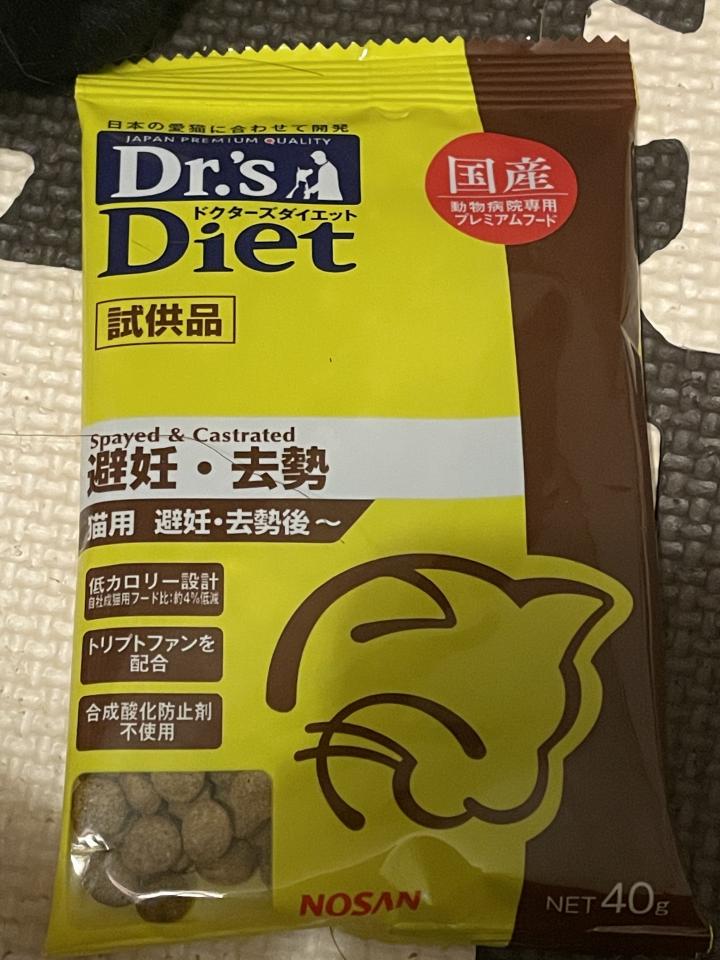 日本の愛猫に合わせて開発
JAPAN PREMIUM QUALITY
Dr.'s
ドクターズダイエット
Diet
国産
動物病院専用
プレミアムフード
試供品
Spayed & Castrated
避妊・去勢
猫用 避妊・去勢後～
低カロリー設計
自社成猫用フード比:約4%低減
トリプトファンを
配合
合成酸化防止剤
不使用
NOSAN
NET 40g